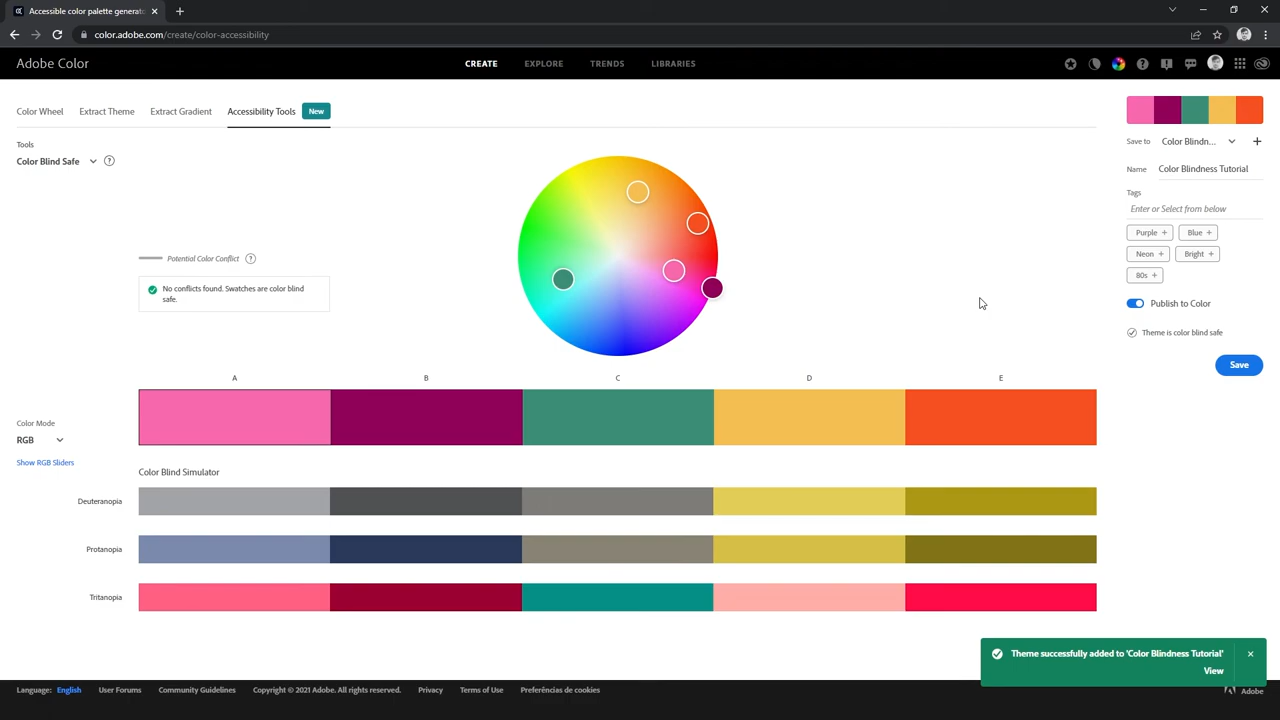 Accessible color palette generato
color.adobe.com/create/color-accessibility
Adobe Color
CREATE
EXPLORE
TRENDS
LIBRARIES
Color Wheel
Extract Theme
Extract Gradient
Accessibility Tools
New
Tools
Color Blind Safe
Save to
Color Blindn...
Name
Color Blindness Tutorial
Tags
Enter or Select from below
Purple +
Blue +
Neon +
Bright +
80s +
Publish to Color
Theme is color blind safe
Save
Potential Color Conflict
No conflicts found. Swatches are color blind
safe.
A
B
C
D
E
Color Mode
RGB
Show RGB Sliders
Color Blind Simulator
Deuteranopia
Protanopia
Tritanopia
Theme successfully added to 'Color Blindness Tutorial'
View
Language:
English
User Forums
Community Guidelines
Copyright © 2021 Adobe. All rights reserved.
Privacy
Terms of Use
Preferências de cookies
Adobe